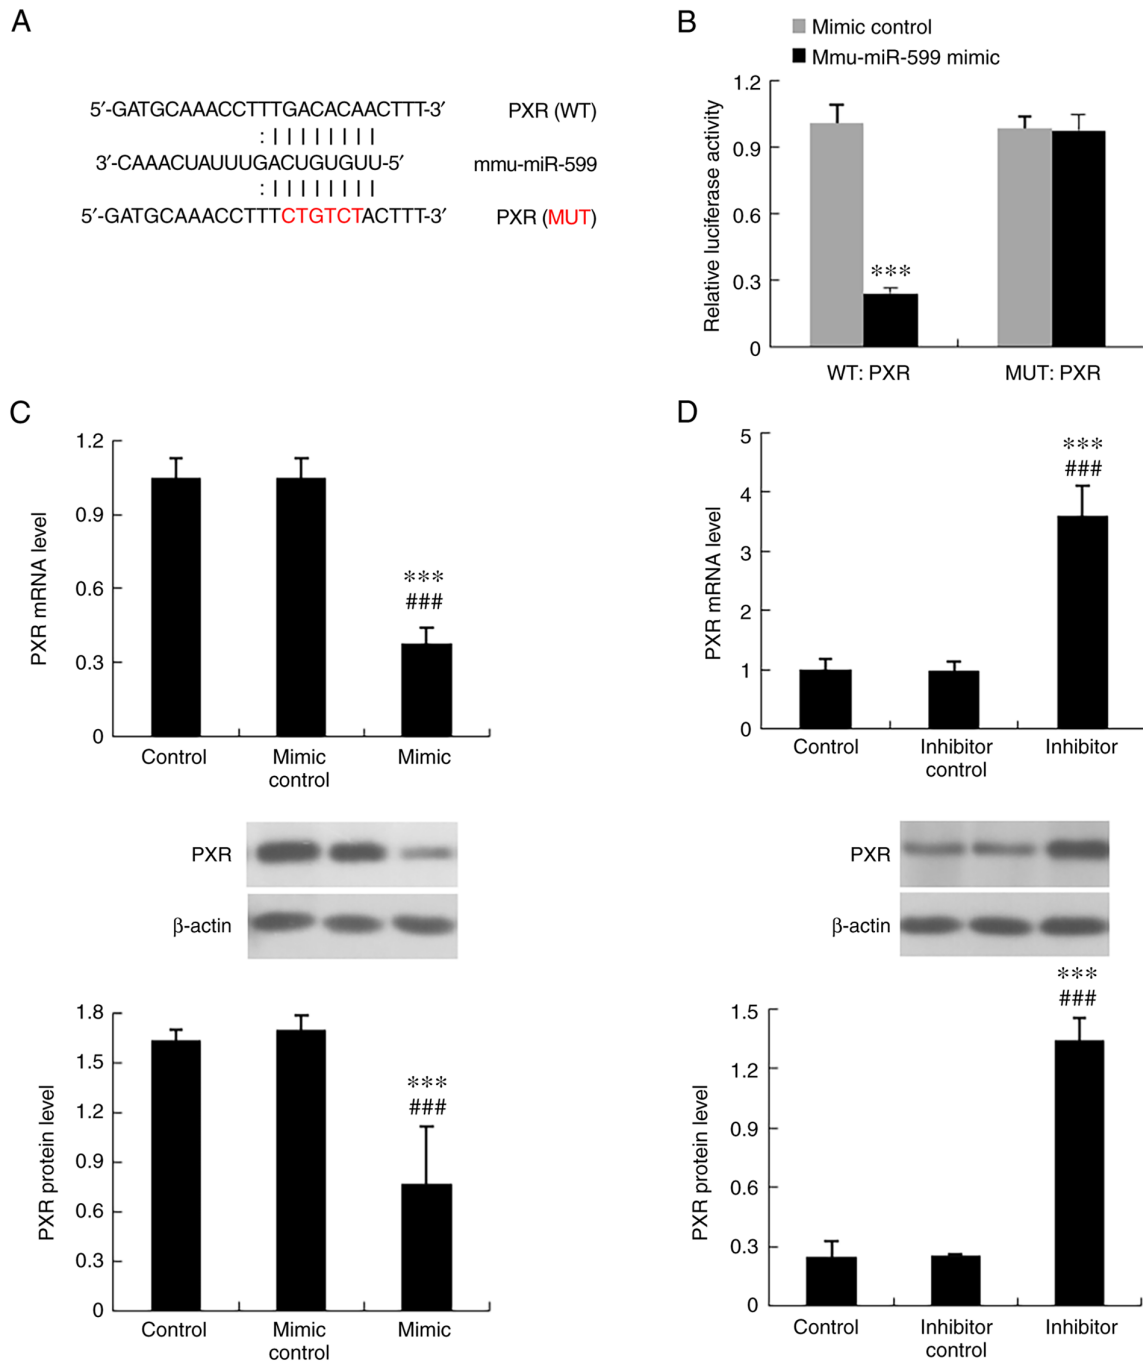 A
5′-GATGCAAACCTTTGACACAACTTT-3′ PXR (WT)
: | | | | | | | |
3′-CAAACUAUUUGACUGUGUU-5′ mmu-miR-599
: | | | | | | | |
5′-GATGCAAACCTTTCTGTCTACTTT-3′ PXR (MUT)
B
Mimic control
Mmu-miR-599 mimic
Relative luciferase activity
1.2
0.9
0.6
0.3
0
***
WT: PXR MUT: PXR
C
PXR mRNA level
1.2
0.9
0.6
0.3
0
***
###
Control Mimic control Mimic
PXR
β-actin
PXR protein level
1.8
1.5
1.2
0.9
0.6
0.3
0
***
###
Control Mimic control Mimic
D
PXR mRNA level
5
4
3
2
1
0
***
###
Control Inhibitor control Inhibitor
PXR
β-actin
PXR protein level
1.5
1.2
0.9
0.6
0.3
0
***
###
Control Inhibitor control Inhibitor